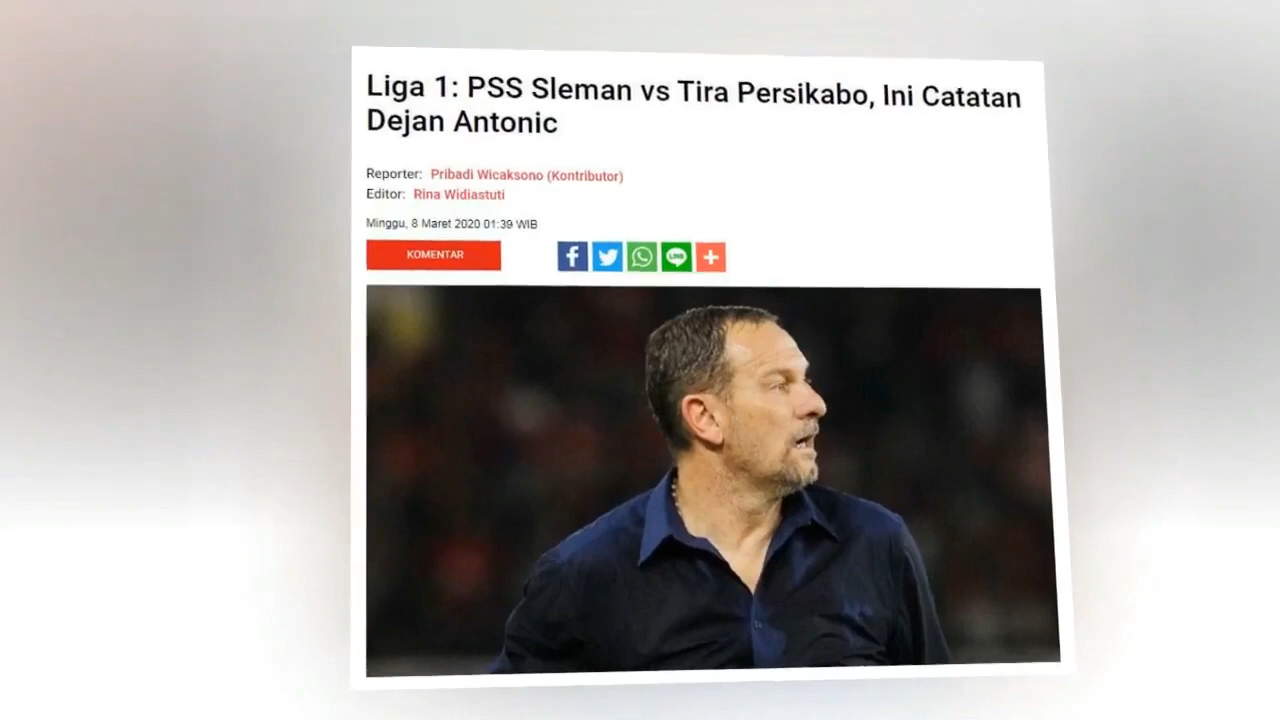 Liga 1: PSS Sleman vs Tira Persikabo, Ini Catatan
Dejan Antonic
Reporter: Pribadi Wicaksono (Kontributor)
Editor: Rina Widiastuti
Minggu, 8 Maret 2020 01:39 WIB
KOMENTAR
LINE